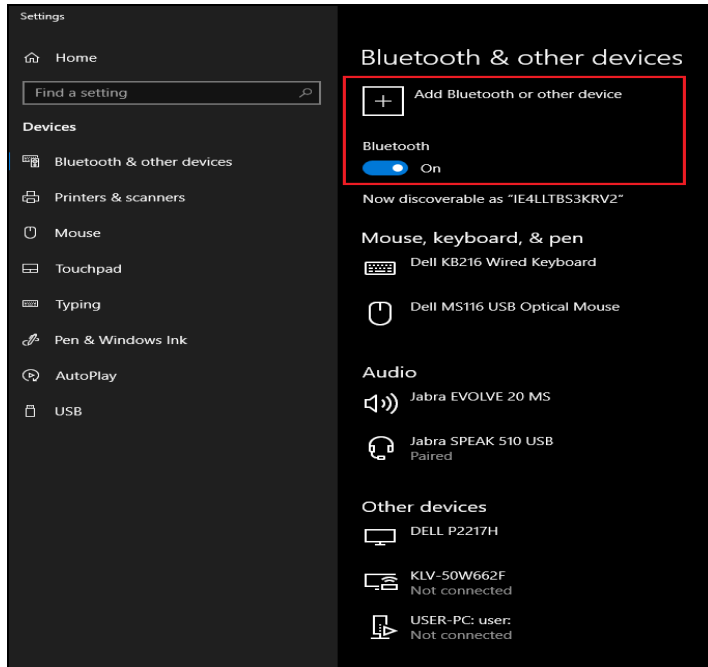 Settings
Home
Find a setting
Devices
Bluetooth & other devices
Printers & scanners
Mouse
Touchpad
Typing
Pen & Windows Ink
AutoPlay
USB
Bluetooth & other devices
Add Bluetooth or other device
Bluetooth
On
Now discoverable as “IE4LLTBS3KRV2”
Mouse, keyboard, & pen
Dell KB216 Wired Keyboard
Dell MS116 USB Optical Mouse
Audio
Jabra EVOLVE 20 MS
Jabra SPEAK 510 USB
Paired
Other devices
DELL P2217H
KLV-50W662F
Not connected
USER-PC: user:
Not connected